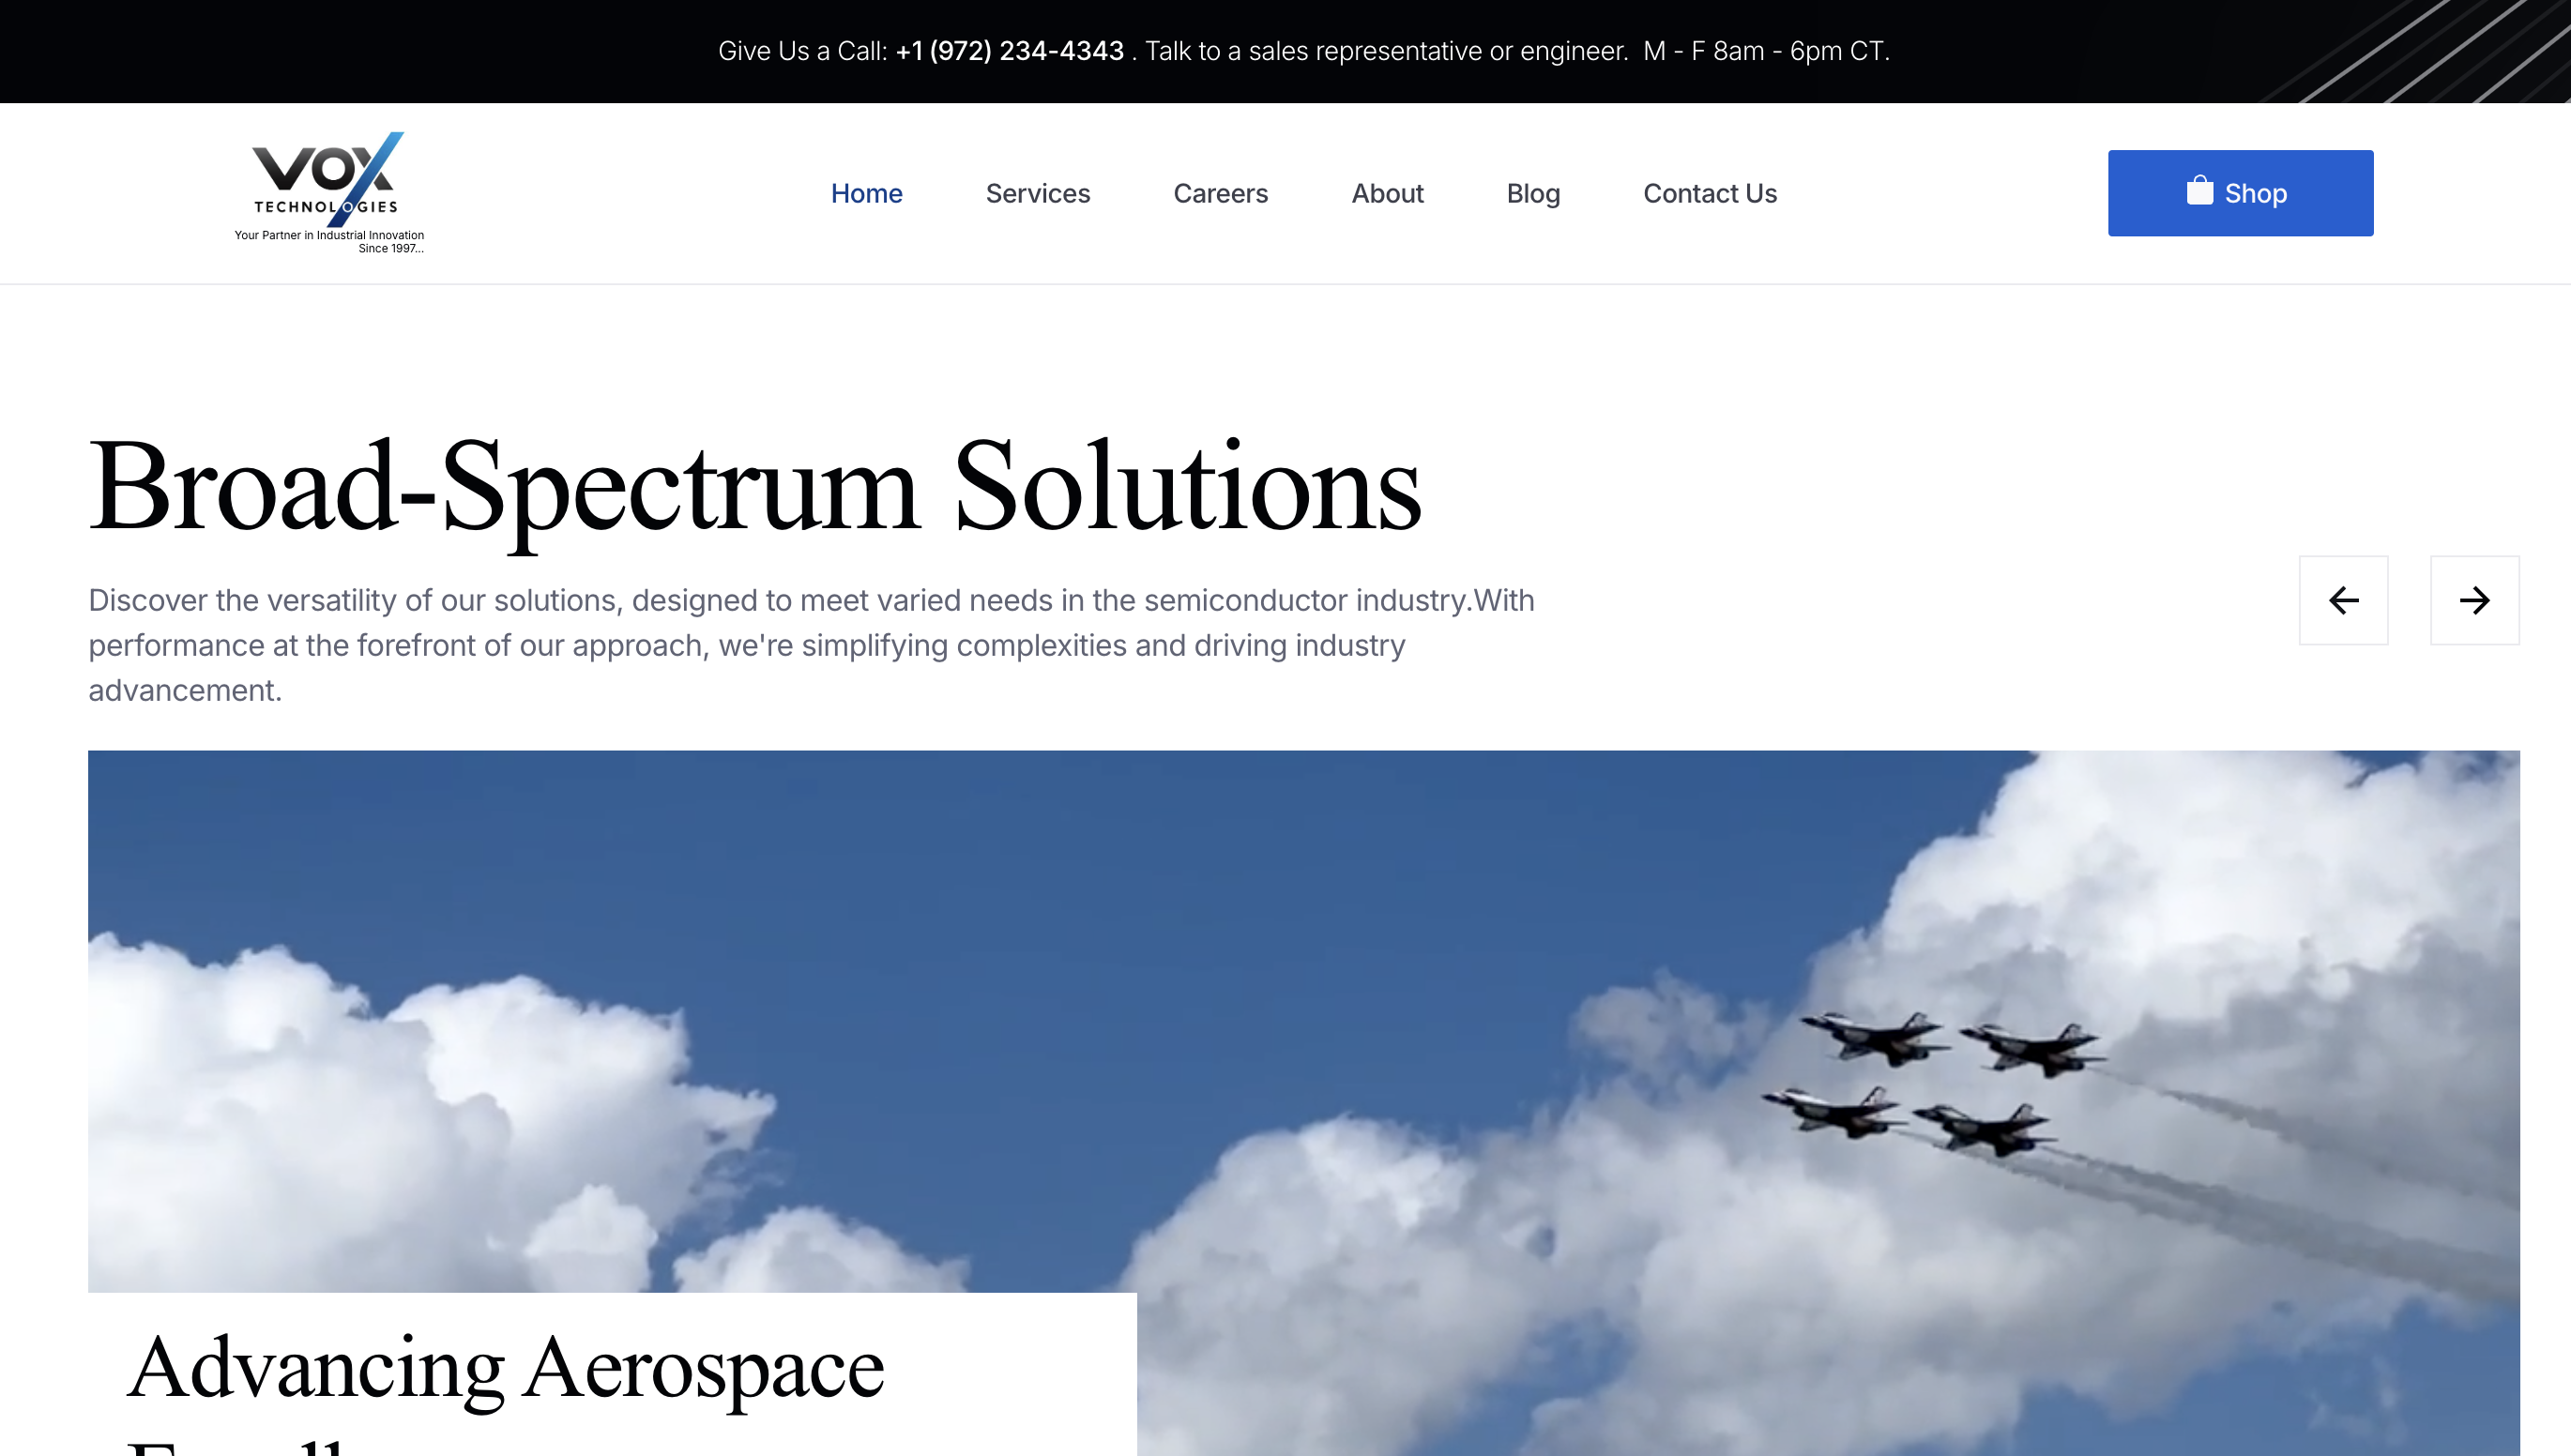 Give Us a Call: +1 (972) 234-4343 . Talk to a sales representative or engineer.  M - F 8am - 6pm CT.
VOX
TECHNOLOGIES
Your Partner in Industrial Innovation
Since 1997...
Home Services Careers About Blog Contact Us
Shop
Broad-Spectrum Solutions
Discover the versatility of our solutions, designed to meet varied needs in the semiconductor industry.With
performance at the forefront of our approach, we're simplifying complexities and driving industry
advancement.
Advancing Aerospace